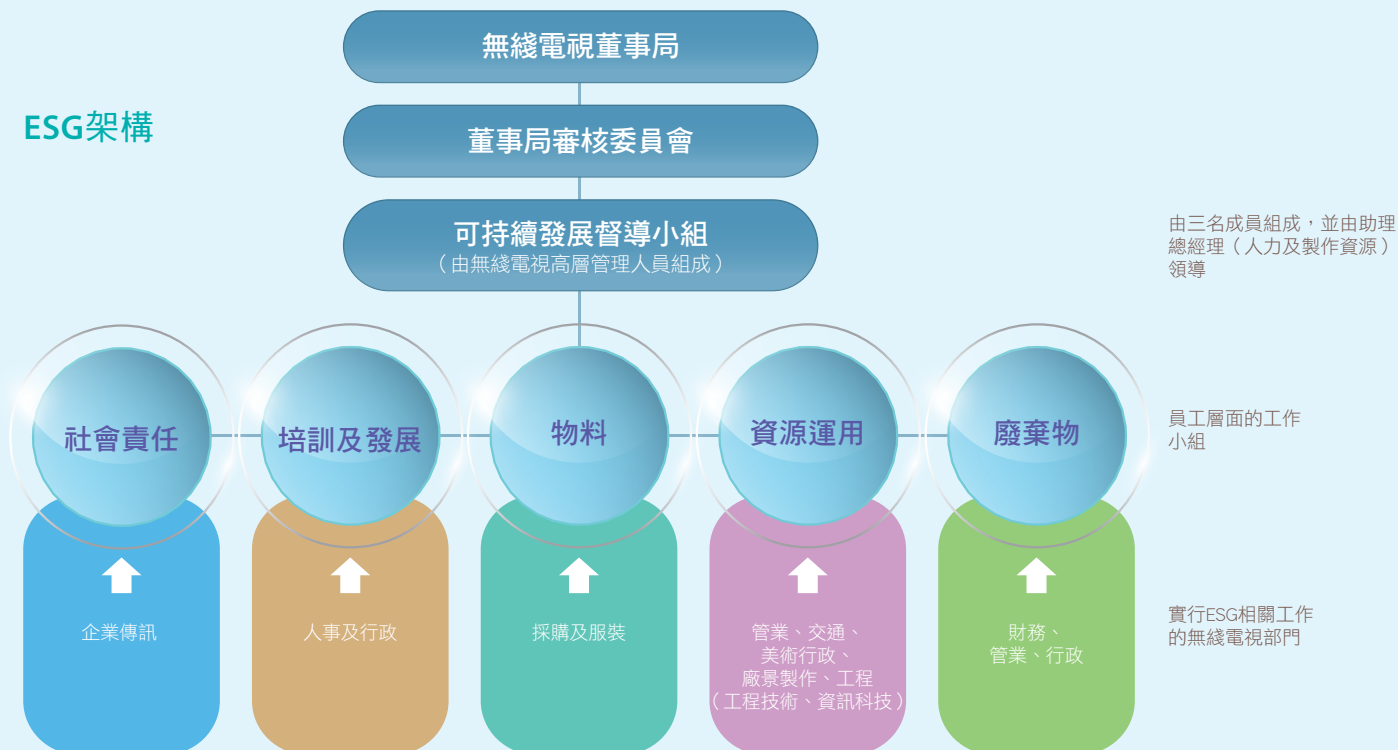 無綫電視董事局
ESG架構
董事局審核委員會
可持續發展督導小組
（由無綫電視高層管理人員組成）
由三名成員組成，並由助理
總經理（人力及製作資源）
領導
社會責任
培訓及發展
物料
資源運用
廢棄物
員工層面的工作
小組
企業傳訊
人事及行政
採購及服裝
管業、交通、
美術行政、
廠景製作、工程
（工程技術、資訊科技）
財務、
管業、行政
實行ESG相關工作
的無綫電視部門